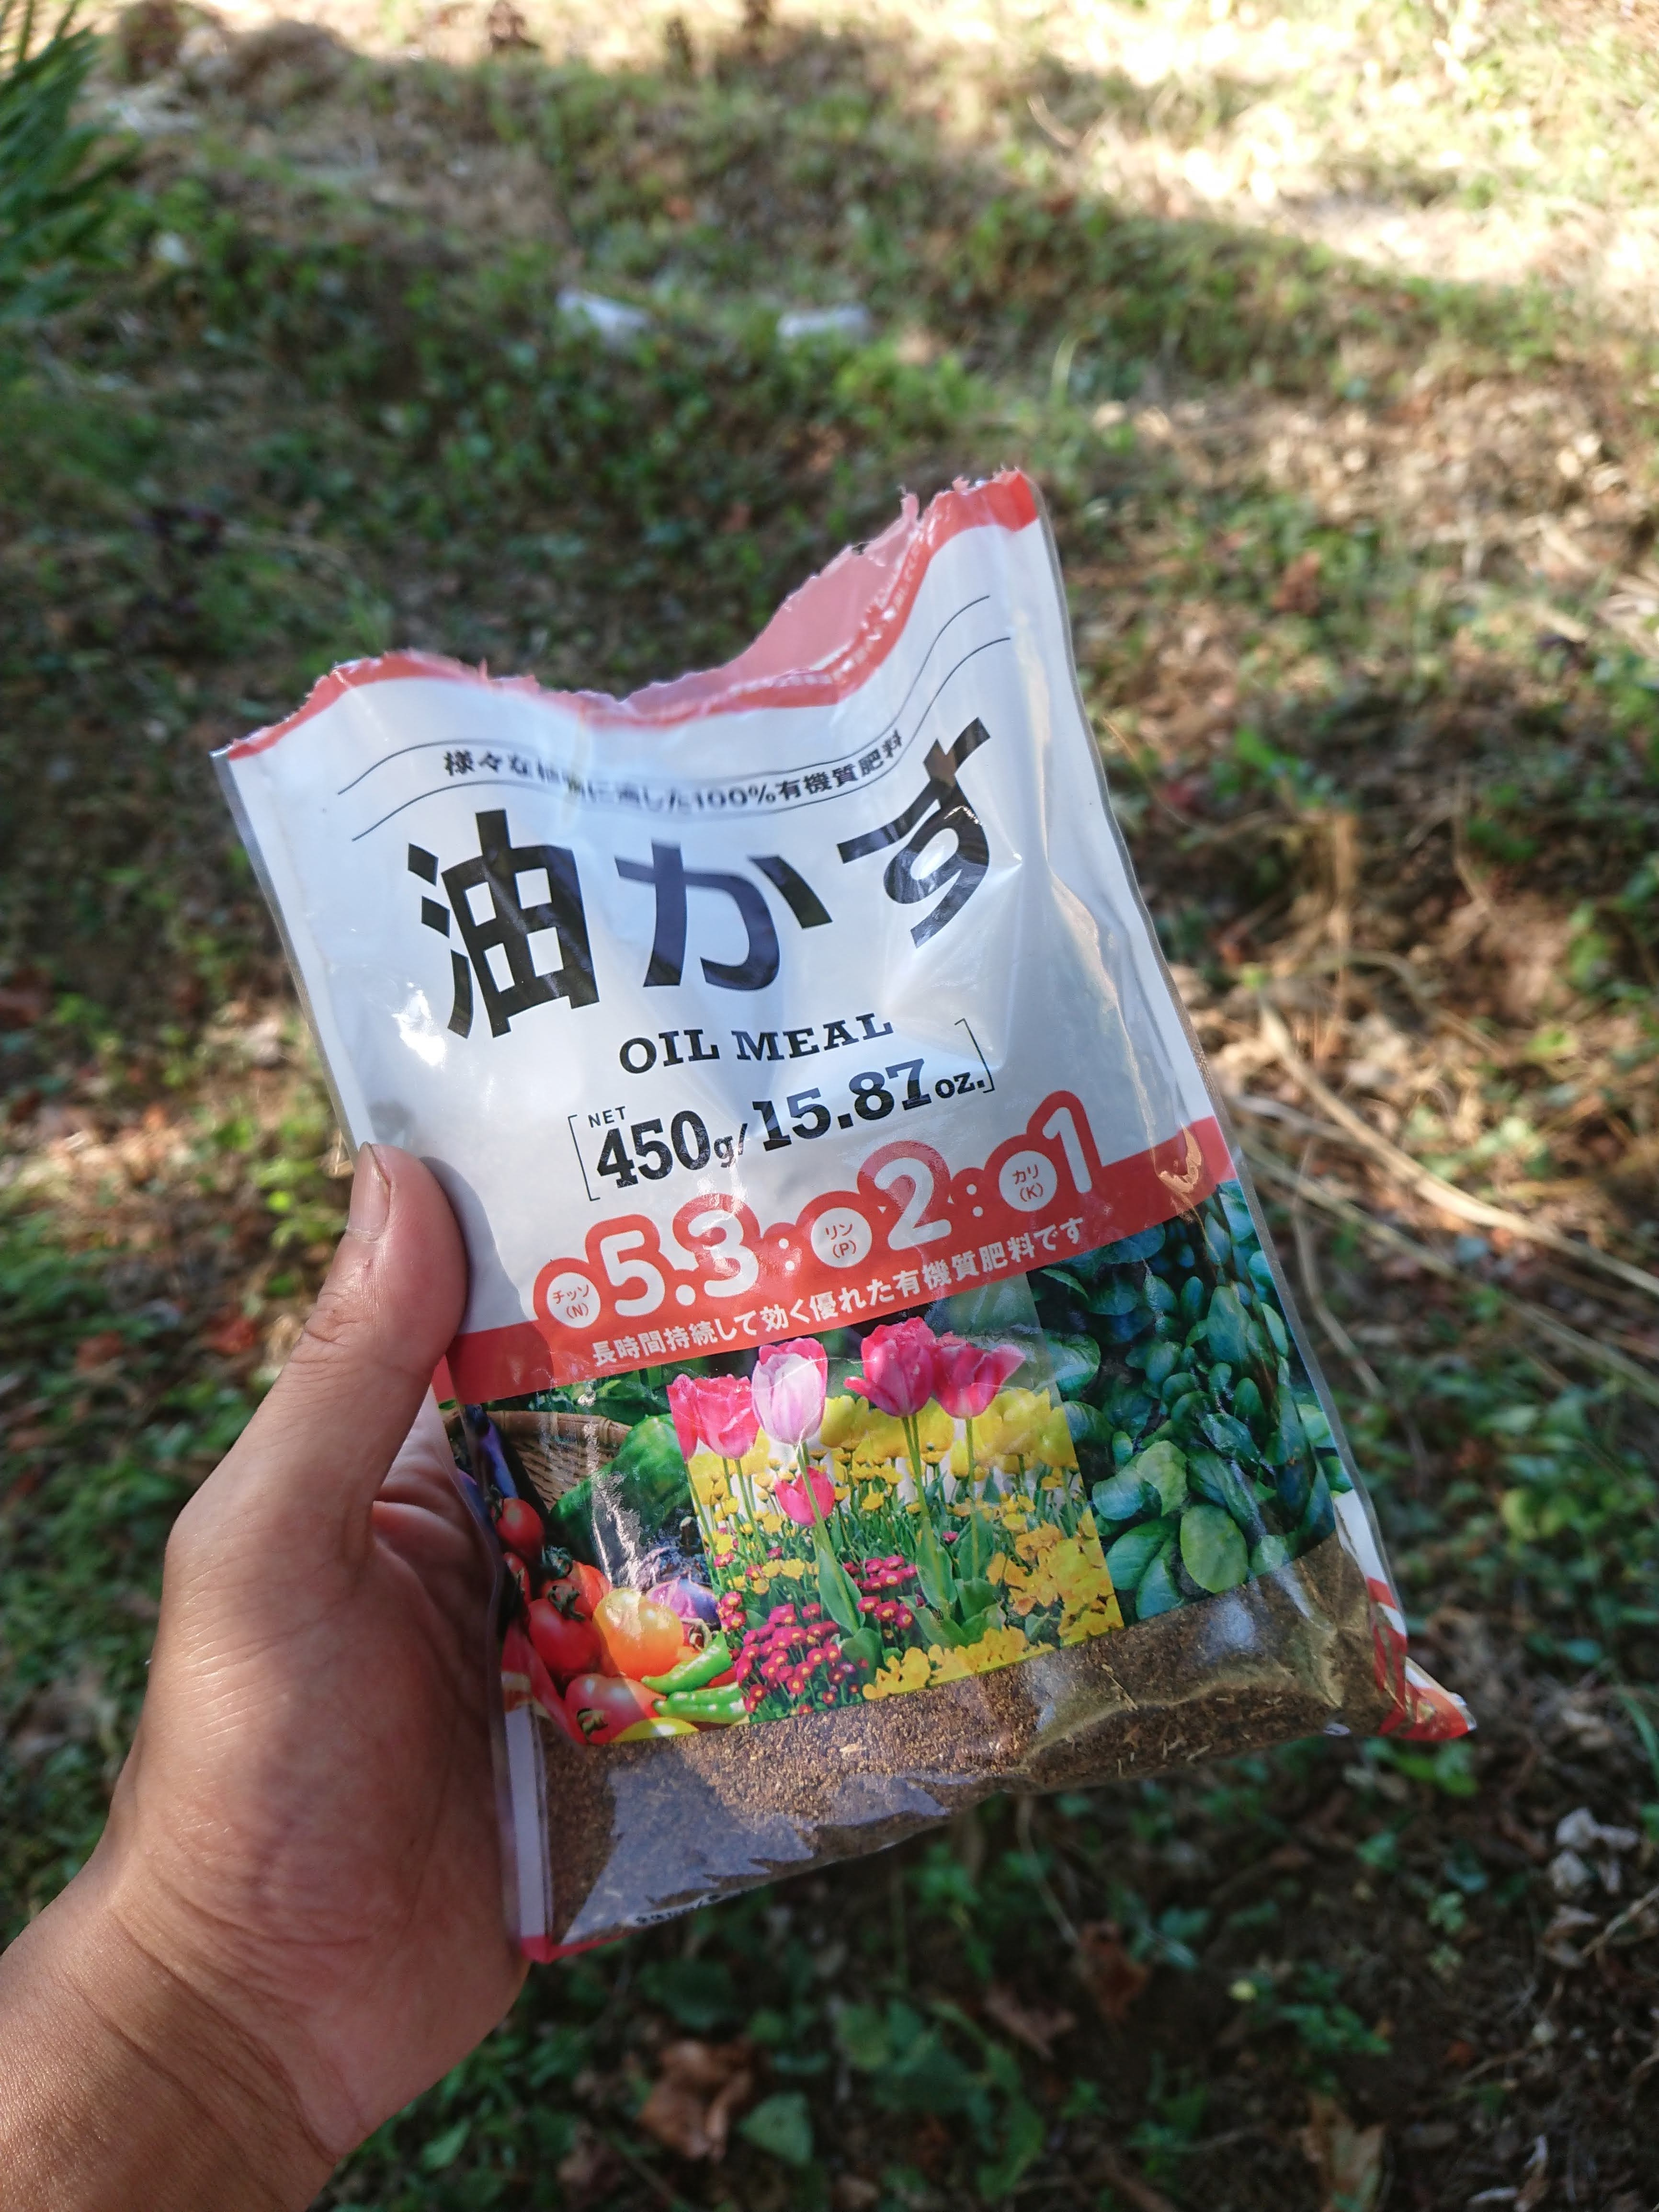 様々な植物に適した100%有機質肥料
油かす
OIL MEAL
NET 450g/15.87oz.
チッソ(N) 5.3:リン(P) 2:カリ(K) 1
長時間持続して効く優れた有機質肥料です